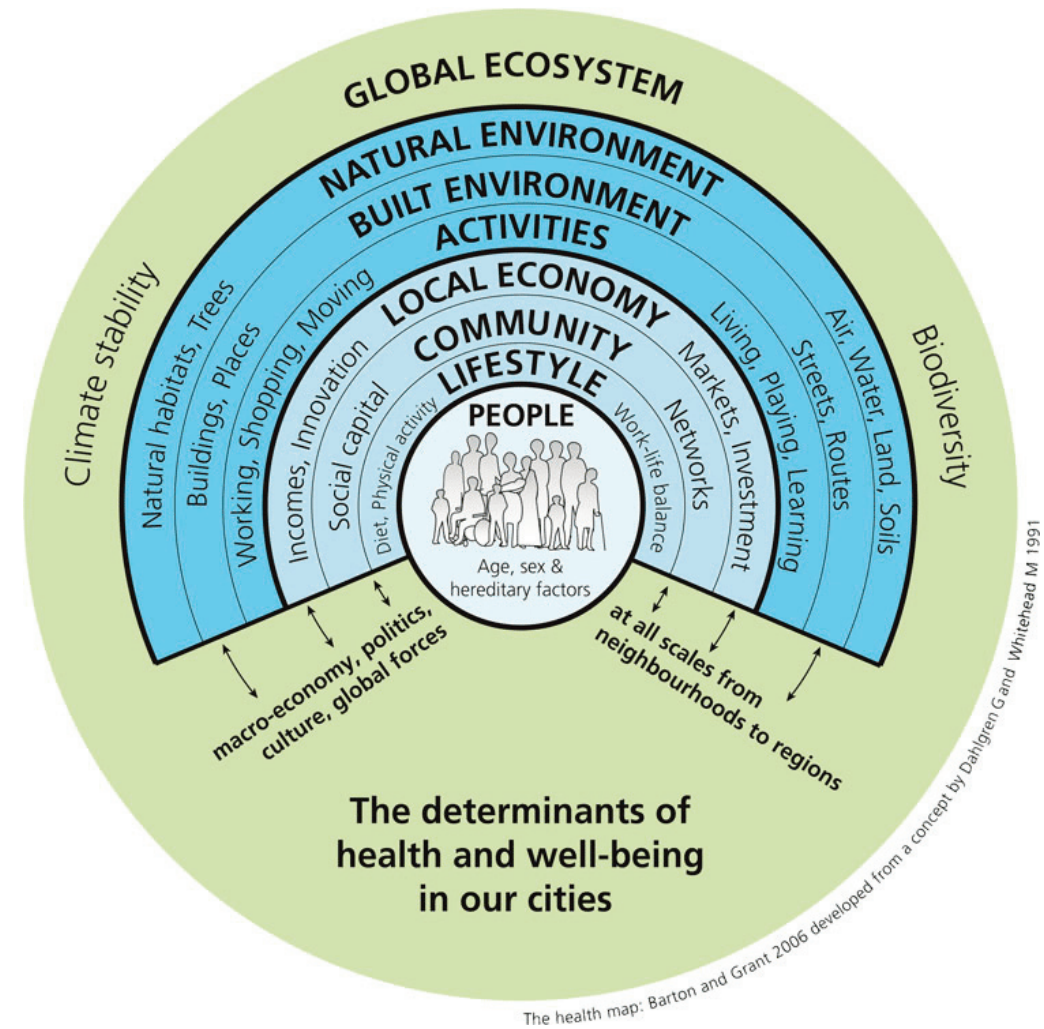 GLOBAL ECOSYSTEM
NATURAL ENVIRONMENT
BUILT ENVIRONMENT
ACTIVITIES
LOCAL ECONOMY
COMMUNITY
LIFESTYLE
PEOPLE
Age, sex &
hereditary factors
Climate stability
Natural habitats, Trees
Buildings, Places
Working, Shopping, Moving
Incomes, Innovation
Social capital
Diet, Physical activity
Work-life balance
Networks
Markets, Investment
Living, Playing, Learning
Streets, Routes
Air, Water, Land, Soils
Biodiversity
macro-economy, politics,
culture, global forces
at all scales from
neighbourhoods to regions
The determinants of
health and well-being
in our cities
The health map: Barton and Grant 2006 developed from a concept by Dahlgren G and Whitehead M 1991